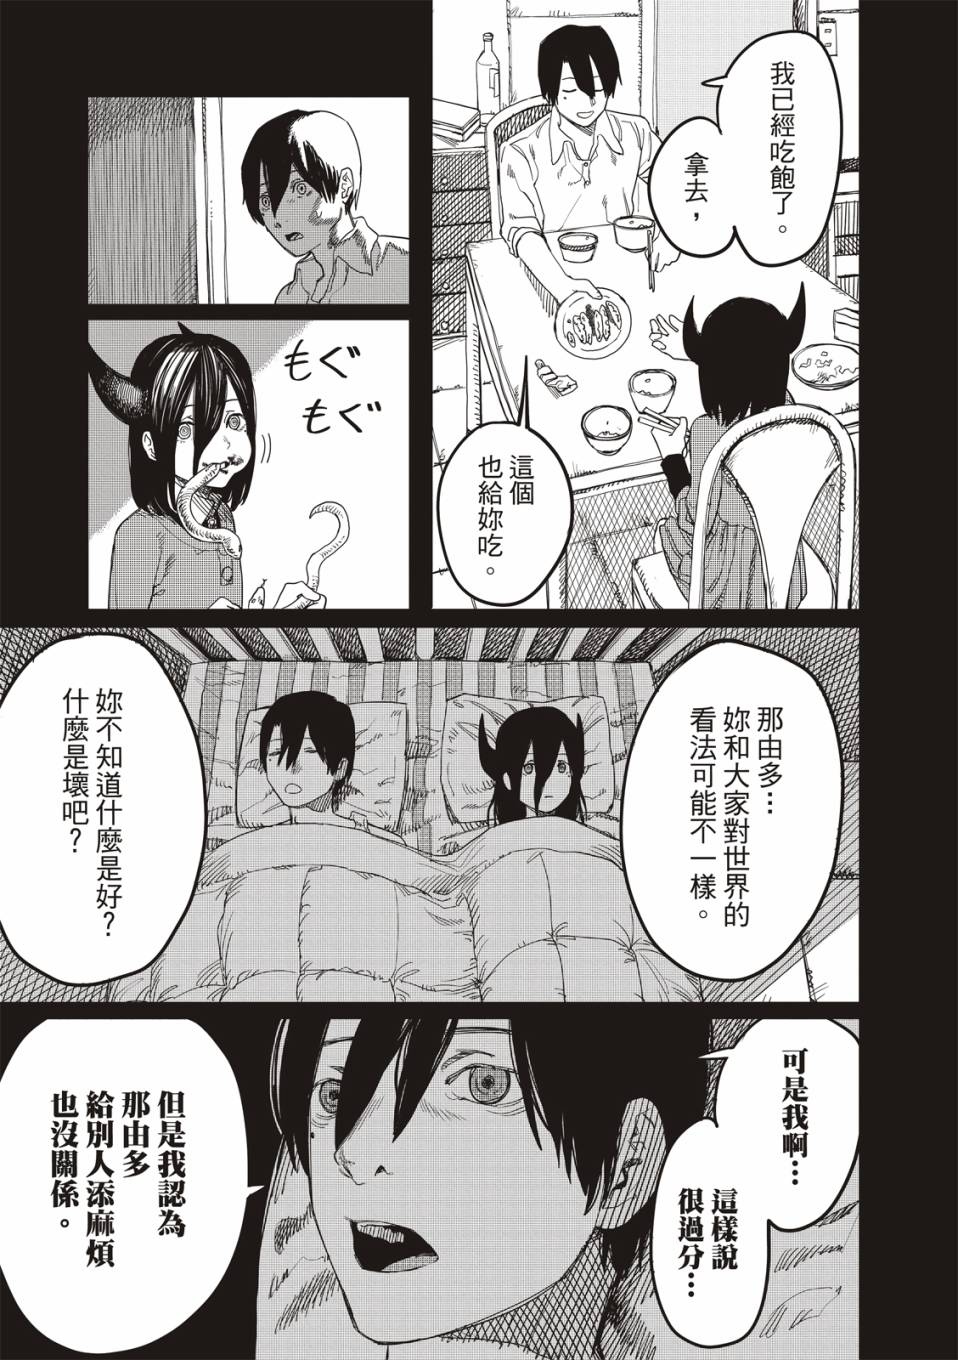 我已經吃飽了。
拿去，
這個
也給妳吃。
もぐ
もぐ
那由多…
妳和大家對世界的
看法可能不一樣。
妳不知道什麼是好？
什麼是壞吧？
可是我啊…
這樣說
很過分…
但是我認為
那由多
給別人添麻煩
也沒關係。